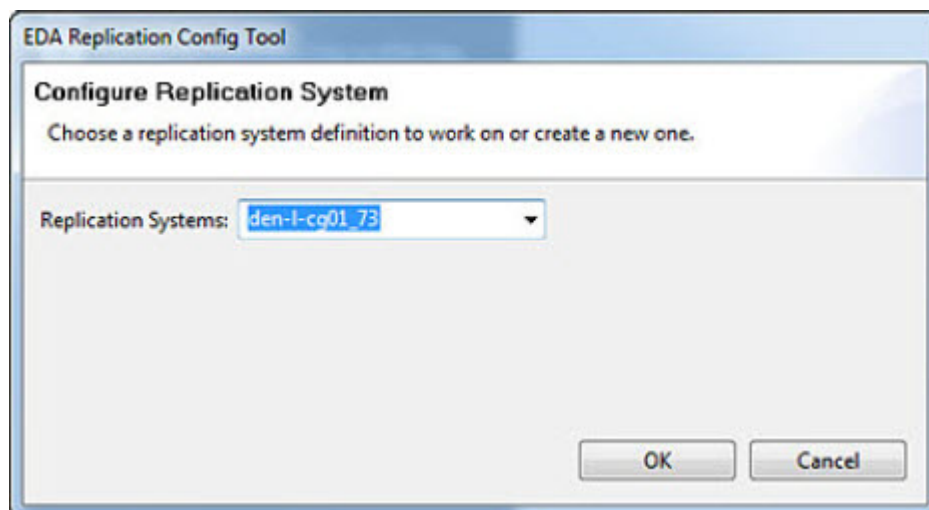 EDA Replication Config Tool
Configure Replication System
Choose a replication system definition to work on or create a new one.
Replication Systems: den-l-cg01_73
OK Cancel